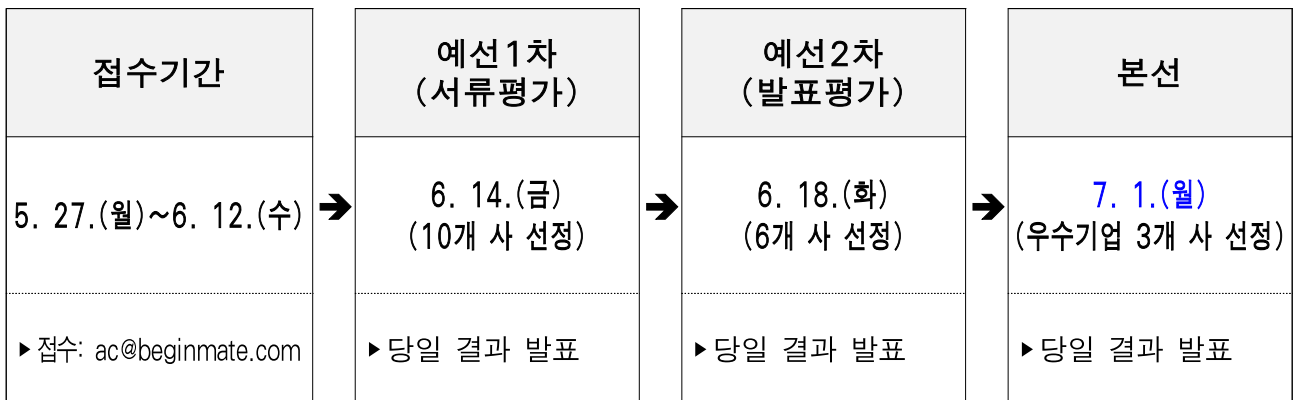 접수기간
5. 27.(월)~6. 12.(수)
▶접수: ac@beginmate.com
➔
예선1차
(서류평가)
6. 14.(금)
(10개 사 선정)
▶당일 결과 발표
➔
예선2차
(발표평가)
6. 18.(화)
(6개 사 선정)
▶당일 결과 발표
➔
본선
7. 1.(월)
(우수기업 3개 사 선정)
▶당일 결과 발표